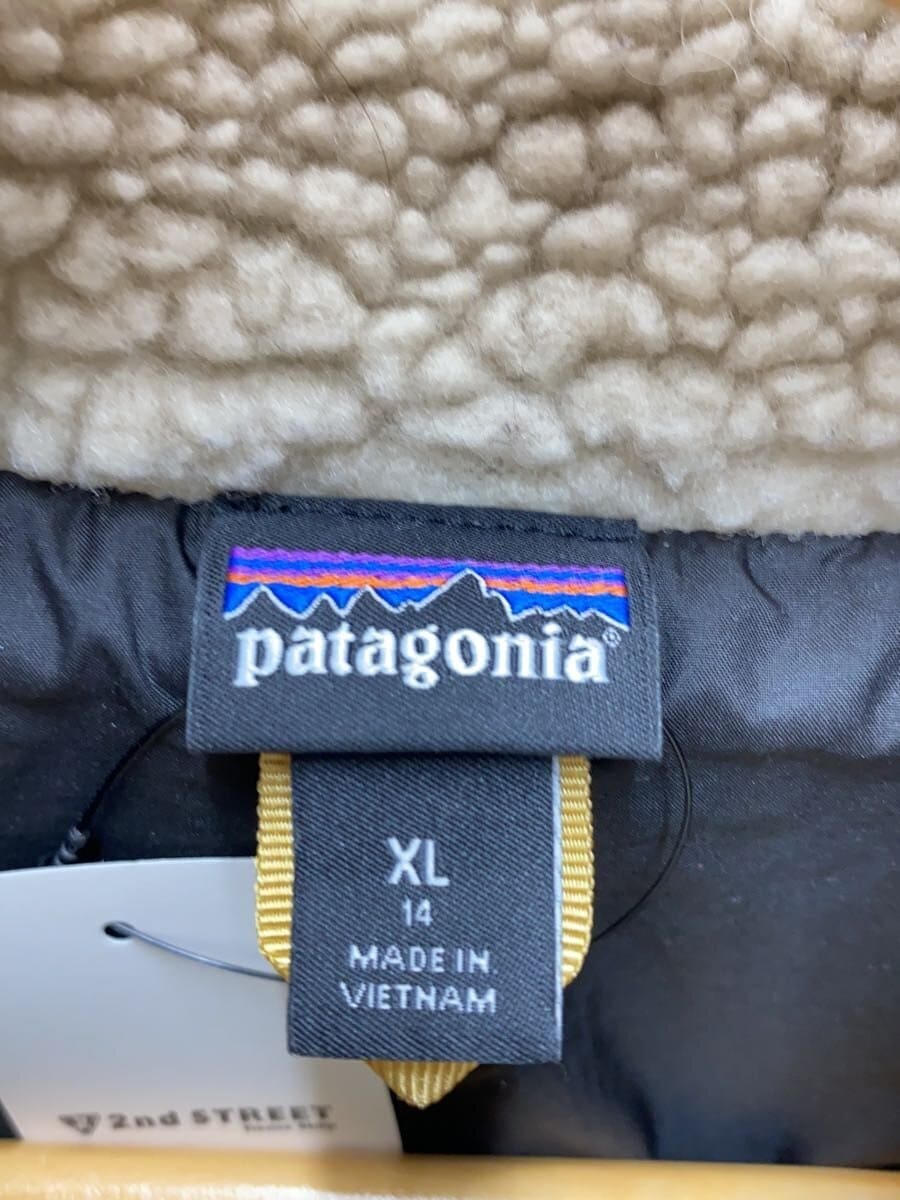 patagonia®
XL
14
MADE IN
VIETNAM
2nd STREET